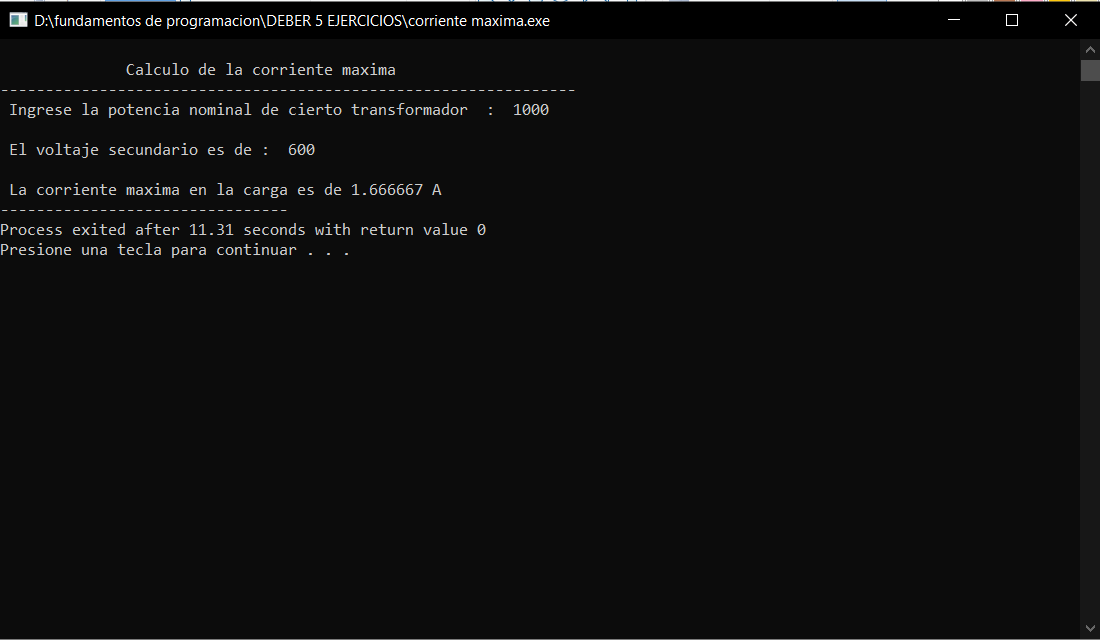 D:\fundamentos de programacion\DEBER 5 EJERCICIOS\corriente maxima.exe
Calculo de la corriente maxima
----------------------------------------------------------------
Ingrese la potencia nominal de cierto transformador  :  1000
El voltaje secundario es de :  600
La corriente maxima en la carga es de 1.666667 A
--------------------------------
Process exited after 11.31 seconds with return value 0
Presione una tecla para continuar . . .